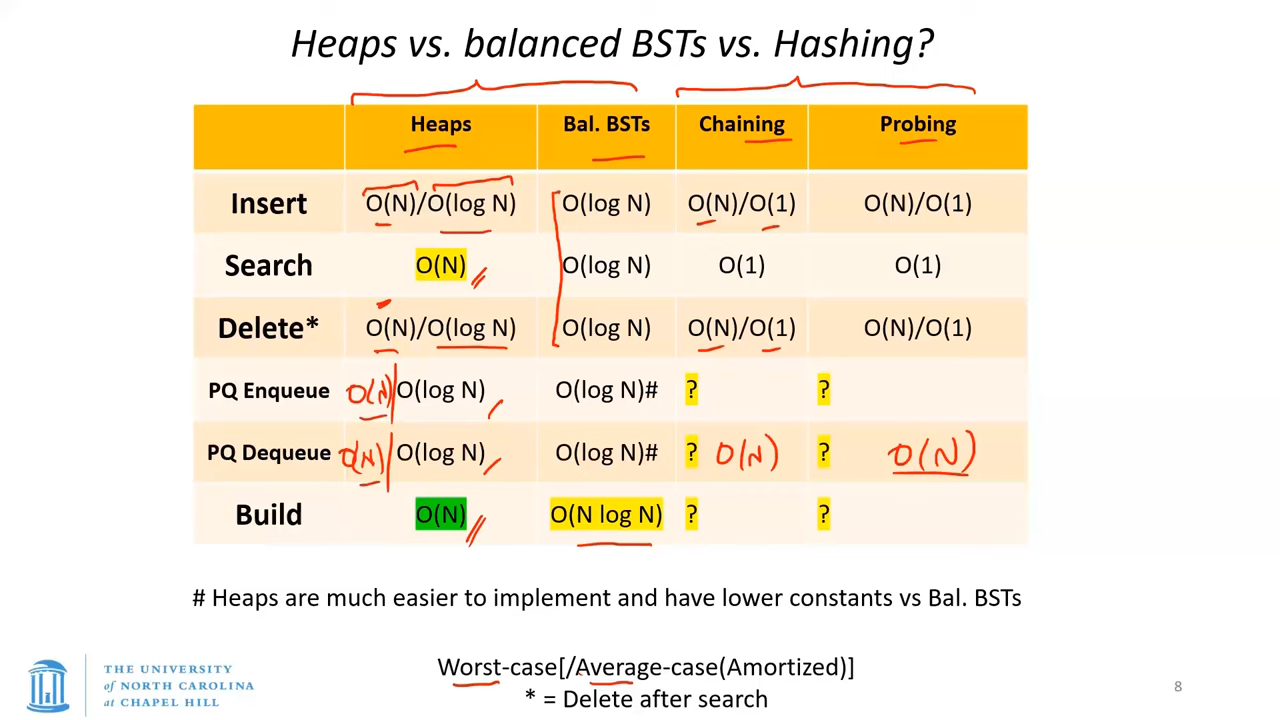 Heaps vs. balanced BSTs vs. Hashing?
Heaps Bal. BSTs Chaining Probing
Insert O(N)/O(log N) O(log N) O(N)/O(1) O(N)/O(1)
Search O(N) O(log N) O(1) O(1)
Delete* O(N)/O(log N) O(log N) O(N)/O(1) O(N)/O(1)
PQ Enqueue O(N) O(log N) O(log N)# ? ?
PQ Dequeue O(N) O(log N) O(log N)# ? O(N) ? O(N)
Build O(N) O(N log N) ? ?
# Heaps are much easier to implement and have lower constants vs Bal. BSTs
THE UNIVERSITY
of NORTH CAROLINA
at CHAPEL HILL
Worst-case[/Average-case(Amortized)]
* = Delete after search
8